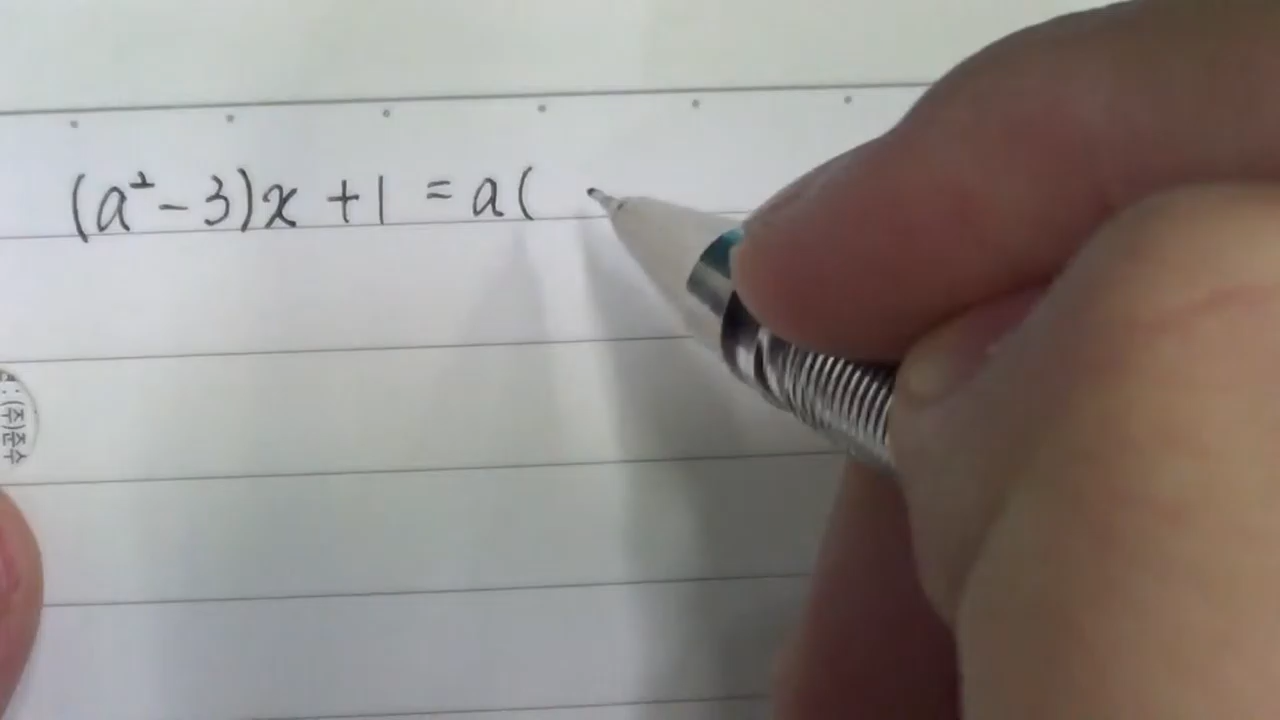 (a²-3)x+1 = a(